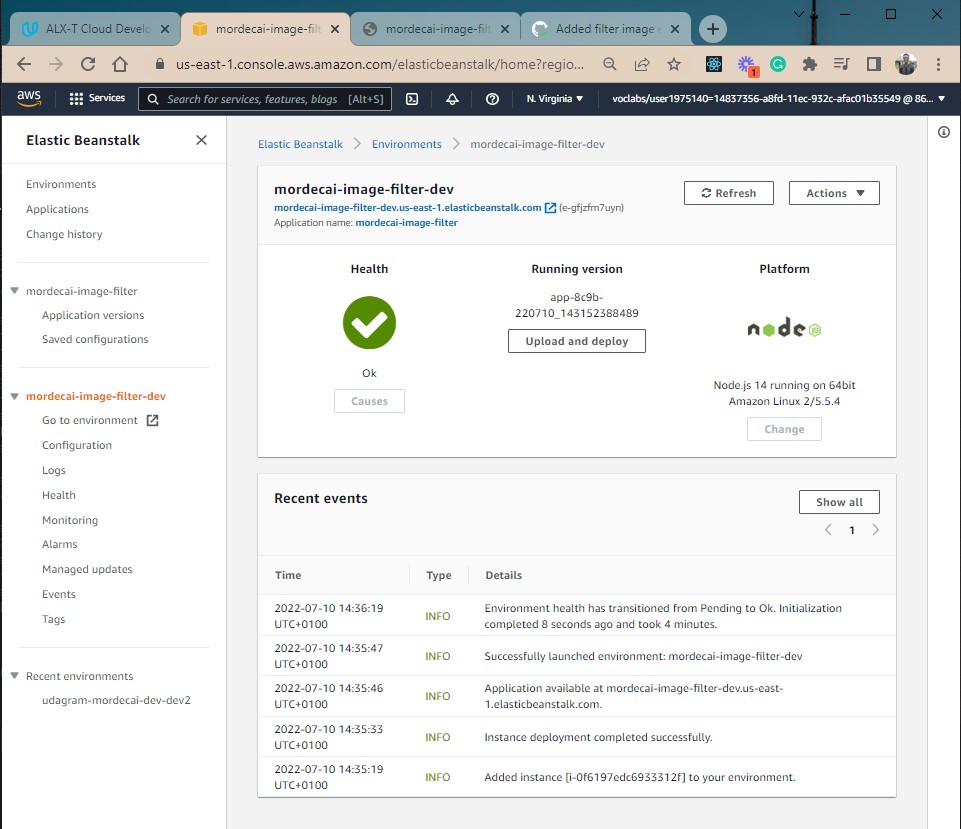 ALX-T Cloud Develo
mordecai-image-filt
mordecai-image-filt
Added filter image e
us-east-1.console.aws.amazon.com/elasticbeanstalk/home?regio...
1
aws
Services
Search for services, features, blogs [Alt+S]
N. Virginia
voclabs/user1975140=14837356-a8fd-11ec-932c-afac01b35549 @ 86...
Elastic Beanstalk
Environments
Applications
Change history
mordecai-image-filter
Application versions
Saved configurations
mordecai-image-filter-dev
Go to environment
Configuration
Logs
Health
Monitoring
Alarms
Managed updates
Events
Tags
Recent environments
udagram-mordecai-dev-dev2
Elastic Beanstalk
Environments
mordecai-image-filter-dev
mordecai-image-filter-dev
mordecai-image-filter-dev.us-east-1.elasticbeanstalk.com (e-gfjzfm7uyn)
Application name: mordecai-image-filter
Refresh
Actions
Health
Ok
Causes
Running version
app-8c9b-
220710_143152388489
Upload and deploy
Platform
node
JS
Node.js 14 running on 64bit
Amazon Linux 2/5.5.4
Change
Recent events
Show all
1
Time Type Details
2022-07-10 14:36:19
UTC+0100
INFO
Environment health has transitioned from Pending to Ok. Initialization
completed 8 seconds ago and took 4 minutes.
2022-07-10 14:35:47
UTC+0100
INFO
Successfully launched environment: mordecai-image-filter-dev
2022-07-10 14:35:46
UTC+0100
INFO
Application available at mordecai-image-filter-dev.us-east-
1.elasticbeanstalk.com.
2022-07-10 14:35:33
UTC+0100
INFO
Instance deployment completed successfully.
2022-07-10 14:35:19
UTC+0100
INFO
Added instance [i-0f6197edc6933312f] to your environment.